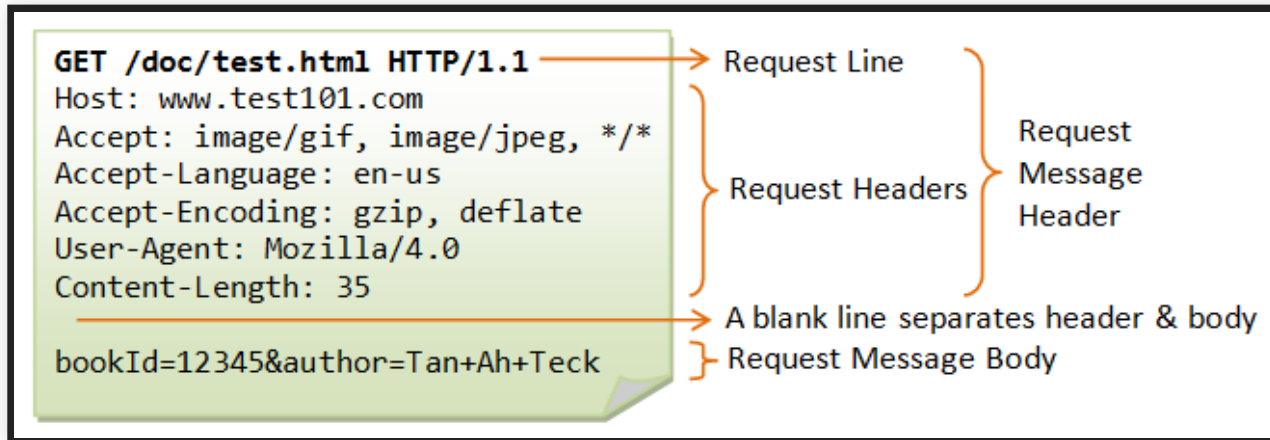 GET /doc/test.html HTTP/1.1
Host: www.test101.com
Accept: image/gif, image/jpeg, */*
Accept-Language: en-us
Accept-Encoding: gzip, deflate
User-Agent: Mozilla/4.0
Content-Length: 35
bookId=12345&author=Tan+Ah+Teck
Request Line
Request Headers
Request
Message
Header
A blank line separates header & body
Request Message Body